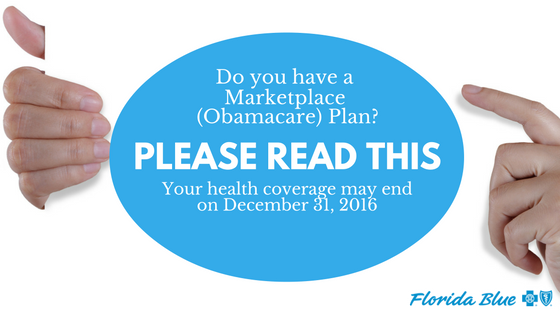 Do you have a
Marketplace
(Obamacare) Plan?
PLEASE READ THIS
Your health coverage may end
on December 31, 2016
Florida Blue